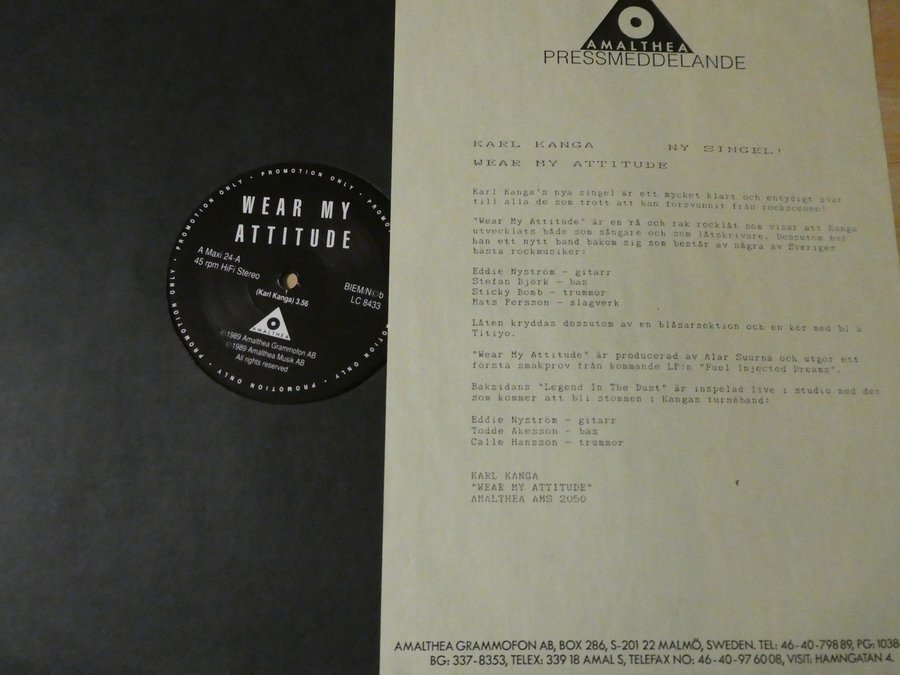 PROMOTION ONLY • PROMOTION ONLY • PROMOTION ONLY • PROMOTION ONLY • PROMOTION ONLY
WEAR MY
ATTITUDE
A Maxi 24-A
45 rpm HiFi Stereo
BIEM/N©b
LC 8433
(Karl Kanga) 3.56
AMALTHEA
℗ 1989 Amalthea Grammofon AB
© 1989 Amalthea Musik AB
All rights reserved
AMALTHEA
PRESSMEDDELANDE
KARL KANGA NY SINGEL!
WEAR MY ATTITUDE
Karl Kanga's nya singel är ett mycket klart och entydigt svar
till alla de som trott att han försvunnit från rockscenen!
"Wear My Attitude" är en rå och rak rocklåt som visar att Kanga
utvecklats både som sångare och som låtskrivare. Dessutom har
han ett nytt band bakom sig som består av några av Sveriges
bästa rockmusiker:
Eddie Nyström - gitarr
Stefan Björk - bas
Sticky Bomb - trummor
Mats Persson - slagverk
Låten kryddas dessutom av en blåsarsektion och en kör med bl a
Titiyo.
"Wear My Attitude" är producerad av Alar Suurna och utgör ett
första smakprov från kommande LP:n "Fuel Injected Dreams".
Baksidans "Legend In The Dust" är inspelad live i studio med det
som kommer att bli stommen i Kangas turnéband:
Eddie Nyström - gitarr
Todde Åkesson - bas
Calle Hansson - trummor
KARL KANGA
"WEAR MY ATTITUDE"
AMALTHEA AMS 2050
AMALTHEA GRAMMOFON AB, BOX 286, S-201 22 MALMÖ, SWEDEN. TEL: 46-40-798 89, PG: 1038
BG: 337-8353, TELEX: 339 18 AMAL S, TELEFAX NO: 46-40-97 60 08, VISIT: HAMNGATAN 4.